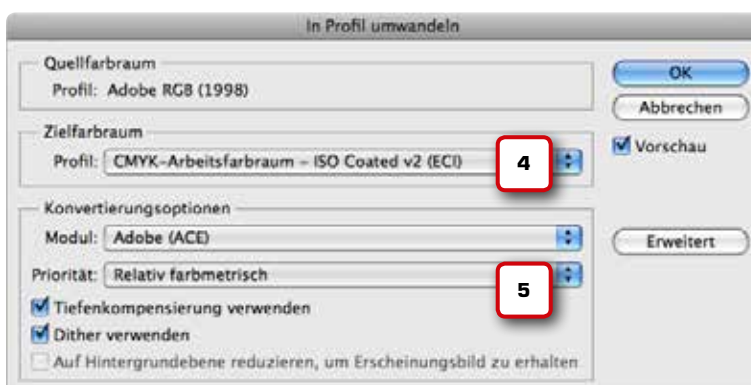 In Profil umwandeln
Quellfarbraum
Profil: Adobe RGB (1998)
Zielfarbraum
Profil: CMYK-Arbeitsfarbraum – ISO Coated v2 (ECI)
4
Konvertierungsoptionen
Modul: Adobe (ACE)
Priorität: Relativ farbmetrisch
5
Tiefenkompensierung verwenden
Dither verwenden
Auf Hintergrundebene reduzieren, um Erscheinungsbild zu erhalten
OK
Abbrechen
Vorschau
Erweitert